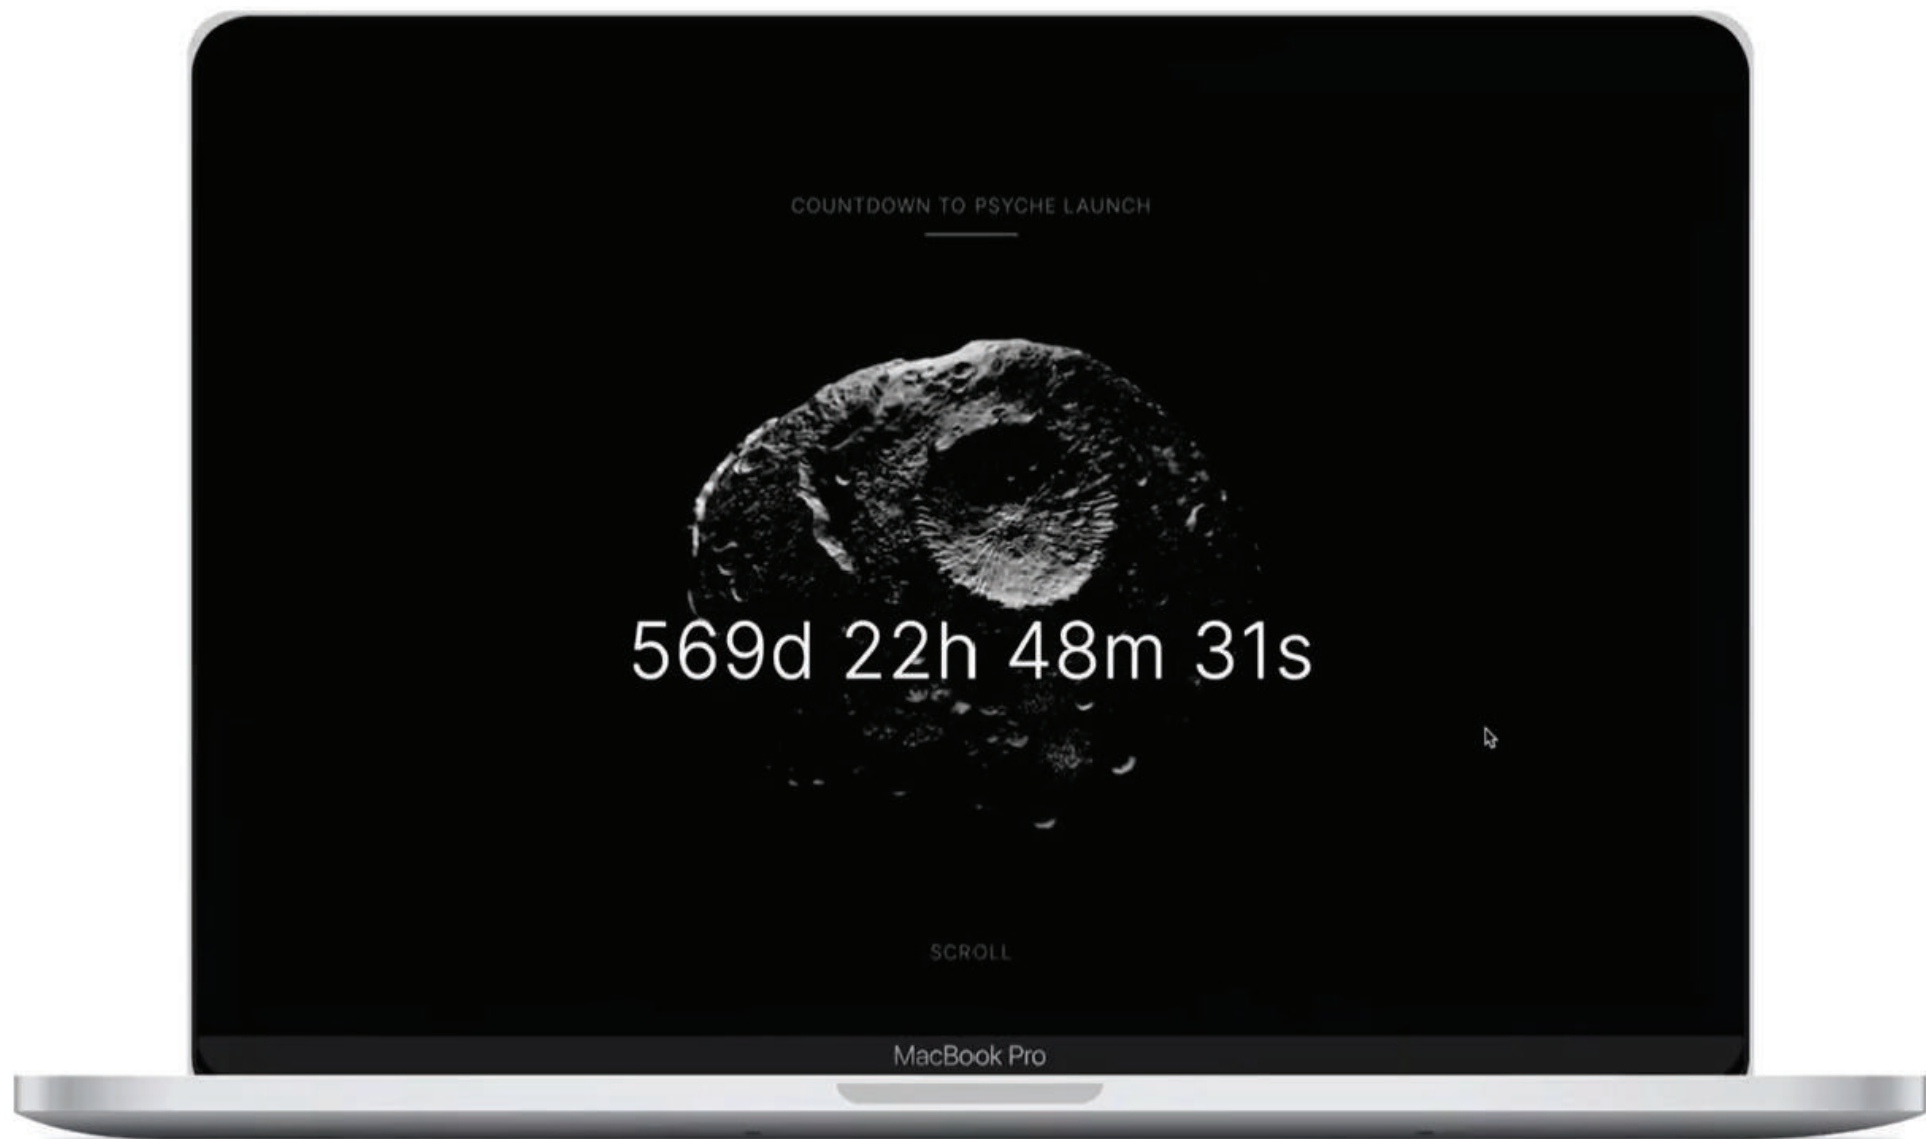 COUNTDOWN TO PSYCHE LAUNCH
569d 22h 48m 31s
SCROLL
MacBook Pro